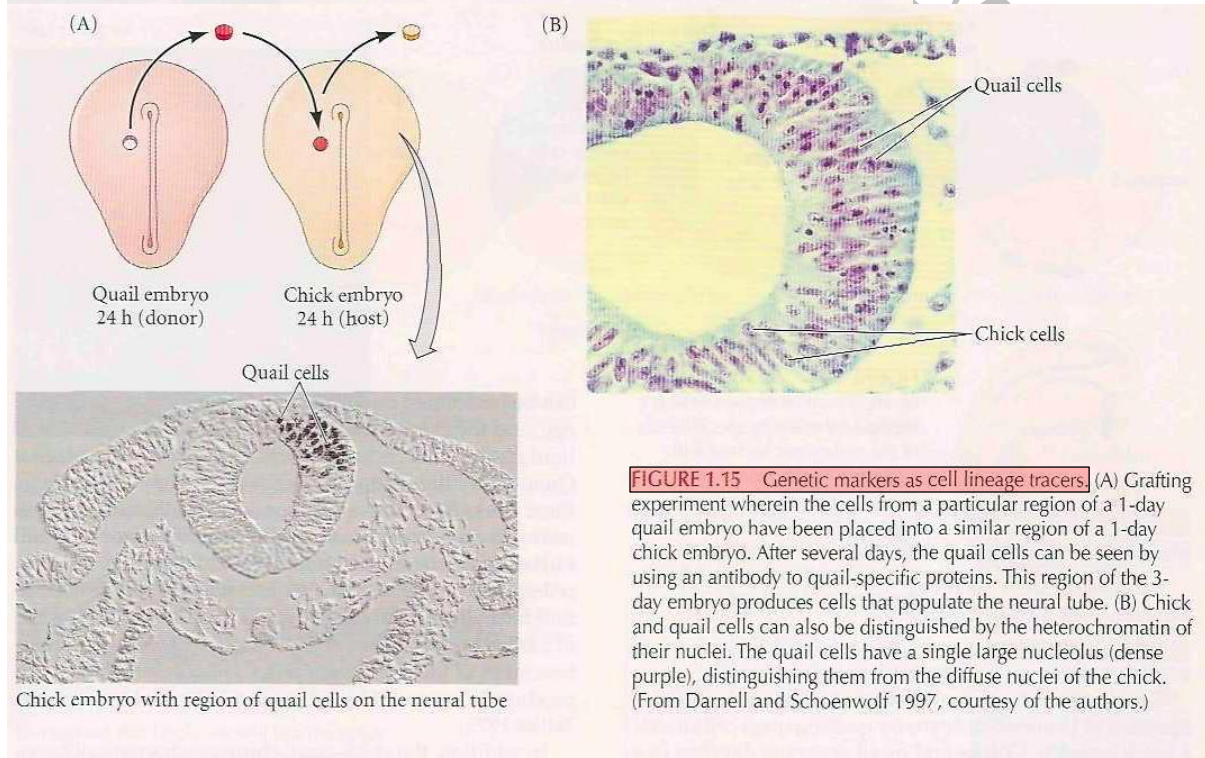 (A)
(B)
Quail cells
Quail embryo
24 h (donor)
Chick embryo
24 h (host)
Chick cells
Quail cells
Chick embryo with region of quail cells on the neural tube
FIGURE 1.15 Genetic markers as cell lineage tracers. (A) Grafting
experiment wherein the cells from a particular region of a 1-day
quail embryo have been placed into a similar region of a 1-day
chick embryo. After several days, the quail cells can be seen by
using an antibody to quail-specific proteins. This region of the 3-
day embryo produces cells that populate the neural tube. (B) Chick
and quail cells can also be distinguished by the heterochromatin of
their nuclei. The quail cells have a single large nucleolus (dense
purple), distinguishing them from the diffuse nuclei of the chick.
(From Darnell and Schoenwolf 1997, courtesy of the authors.)